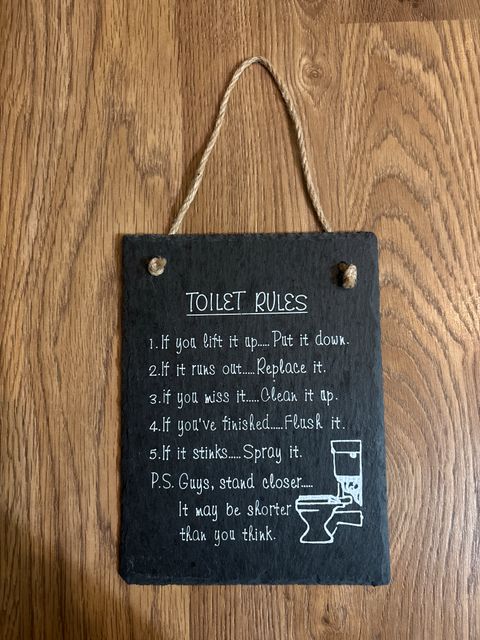 TOILET RULES
1. If you lift it up..... Put it down.
2. If it runs out..... Replace it.
3. if you miss it..... Clean it up.
4. If you've finished..... Flush it.
5. If it stinks..... Spray it.
P.S. Guys, stand closer.....
It may be shorter
than you think.